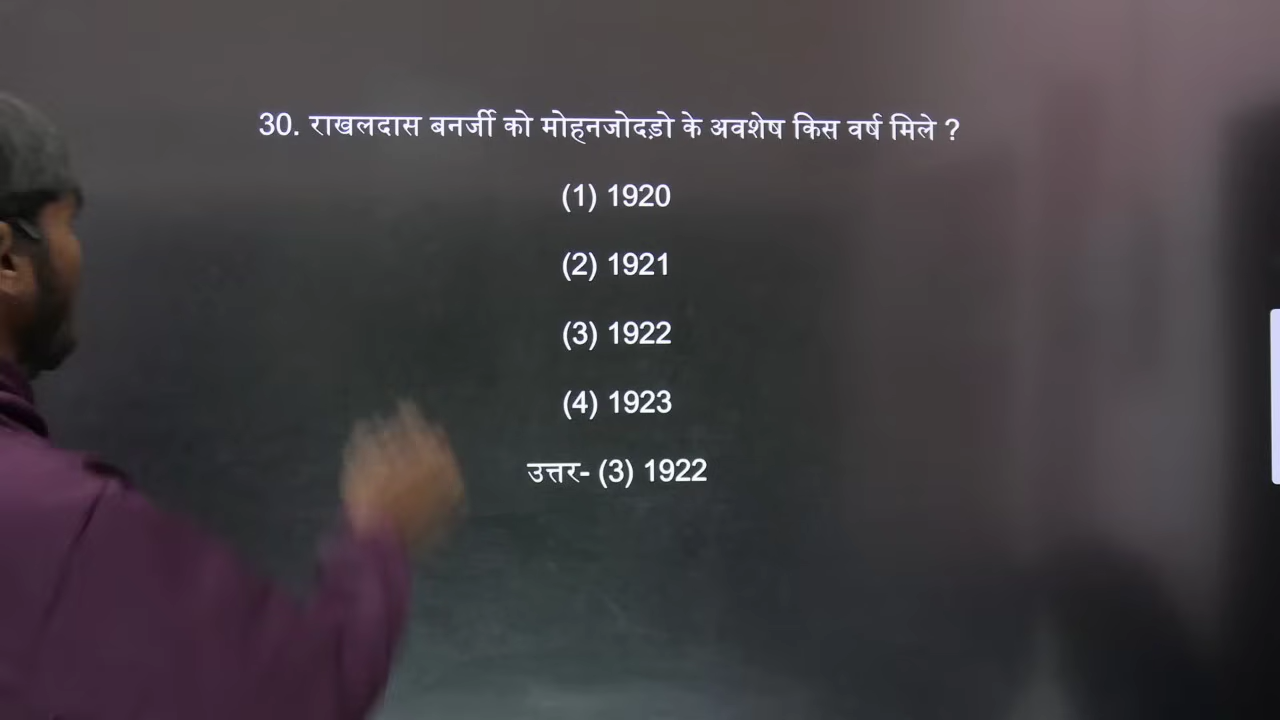 30. राखलदास बनर्जी को मोहनजोदड़ो के अवशेष किस वर्ष मिले ?
(1) 1920
(2) 1921
(3) 1922
(4) 1923
उत्तर- (3) 1922